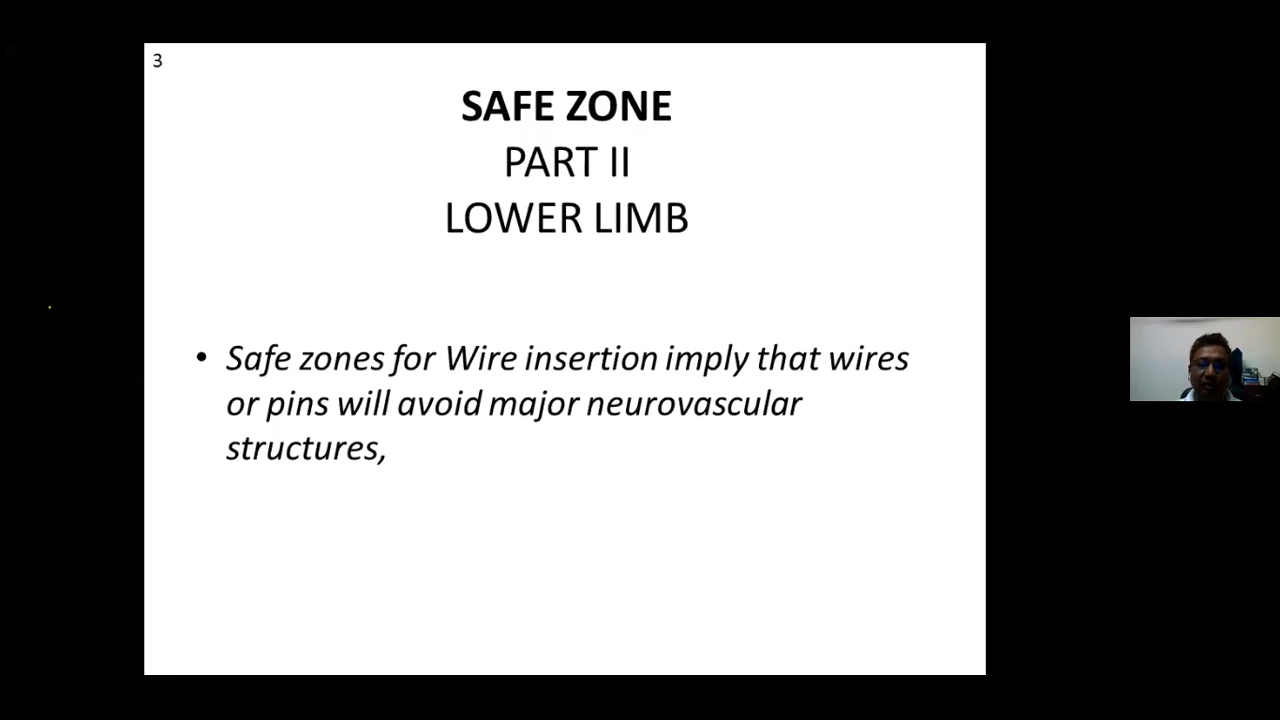 3
SAFE ZONE
PART II
LOWER LIMB
• Safe zones for Wire insertion imply that wires
or pins will avoid major neurovascular
structures,